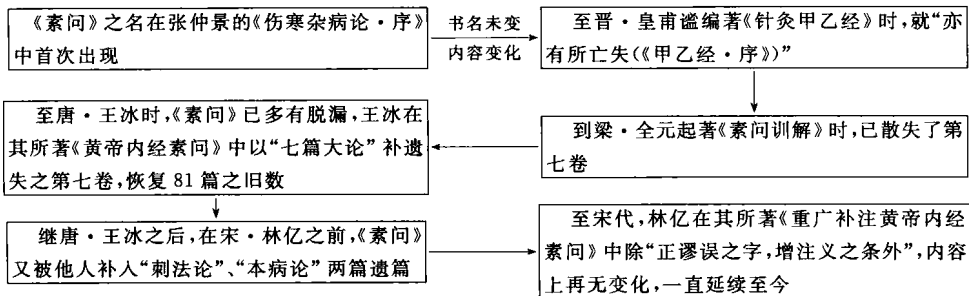 《素问》之名在张仲景的《伤寒杂病论·序》
中首次出现
书名未变
内容变化
至晋·皇甫谧编著《针灸甲乙经》时,就“亦
有所亡失(《甲乙经·序》)”
到梁·全元起著《素问训解》时,已散失了第
七卷
至唐·王冰时,《素问》已多有脱漏,王冰在
其所著《黄帝内经素问》中以“七篇大论”补遗
失之第七卷,恢复 81 篇之旧数
继唐·王冰之后,在宋·林亿之前,《素问》
又被他人补入“刺法论”、“本病论”两篇遗篇
至宋代,林亿在其所著《重广补注黄帝内经
素问》中除“正谬误之字,增注义之条外”,内容
上再无变化,一直延续至今